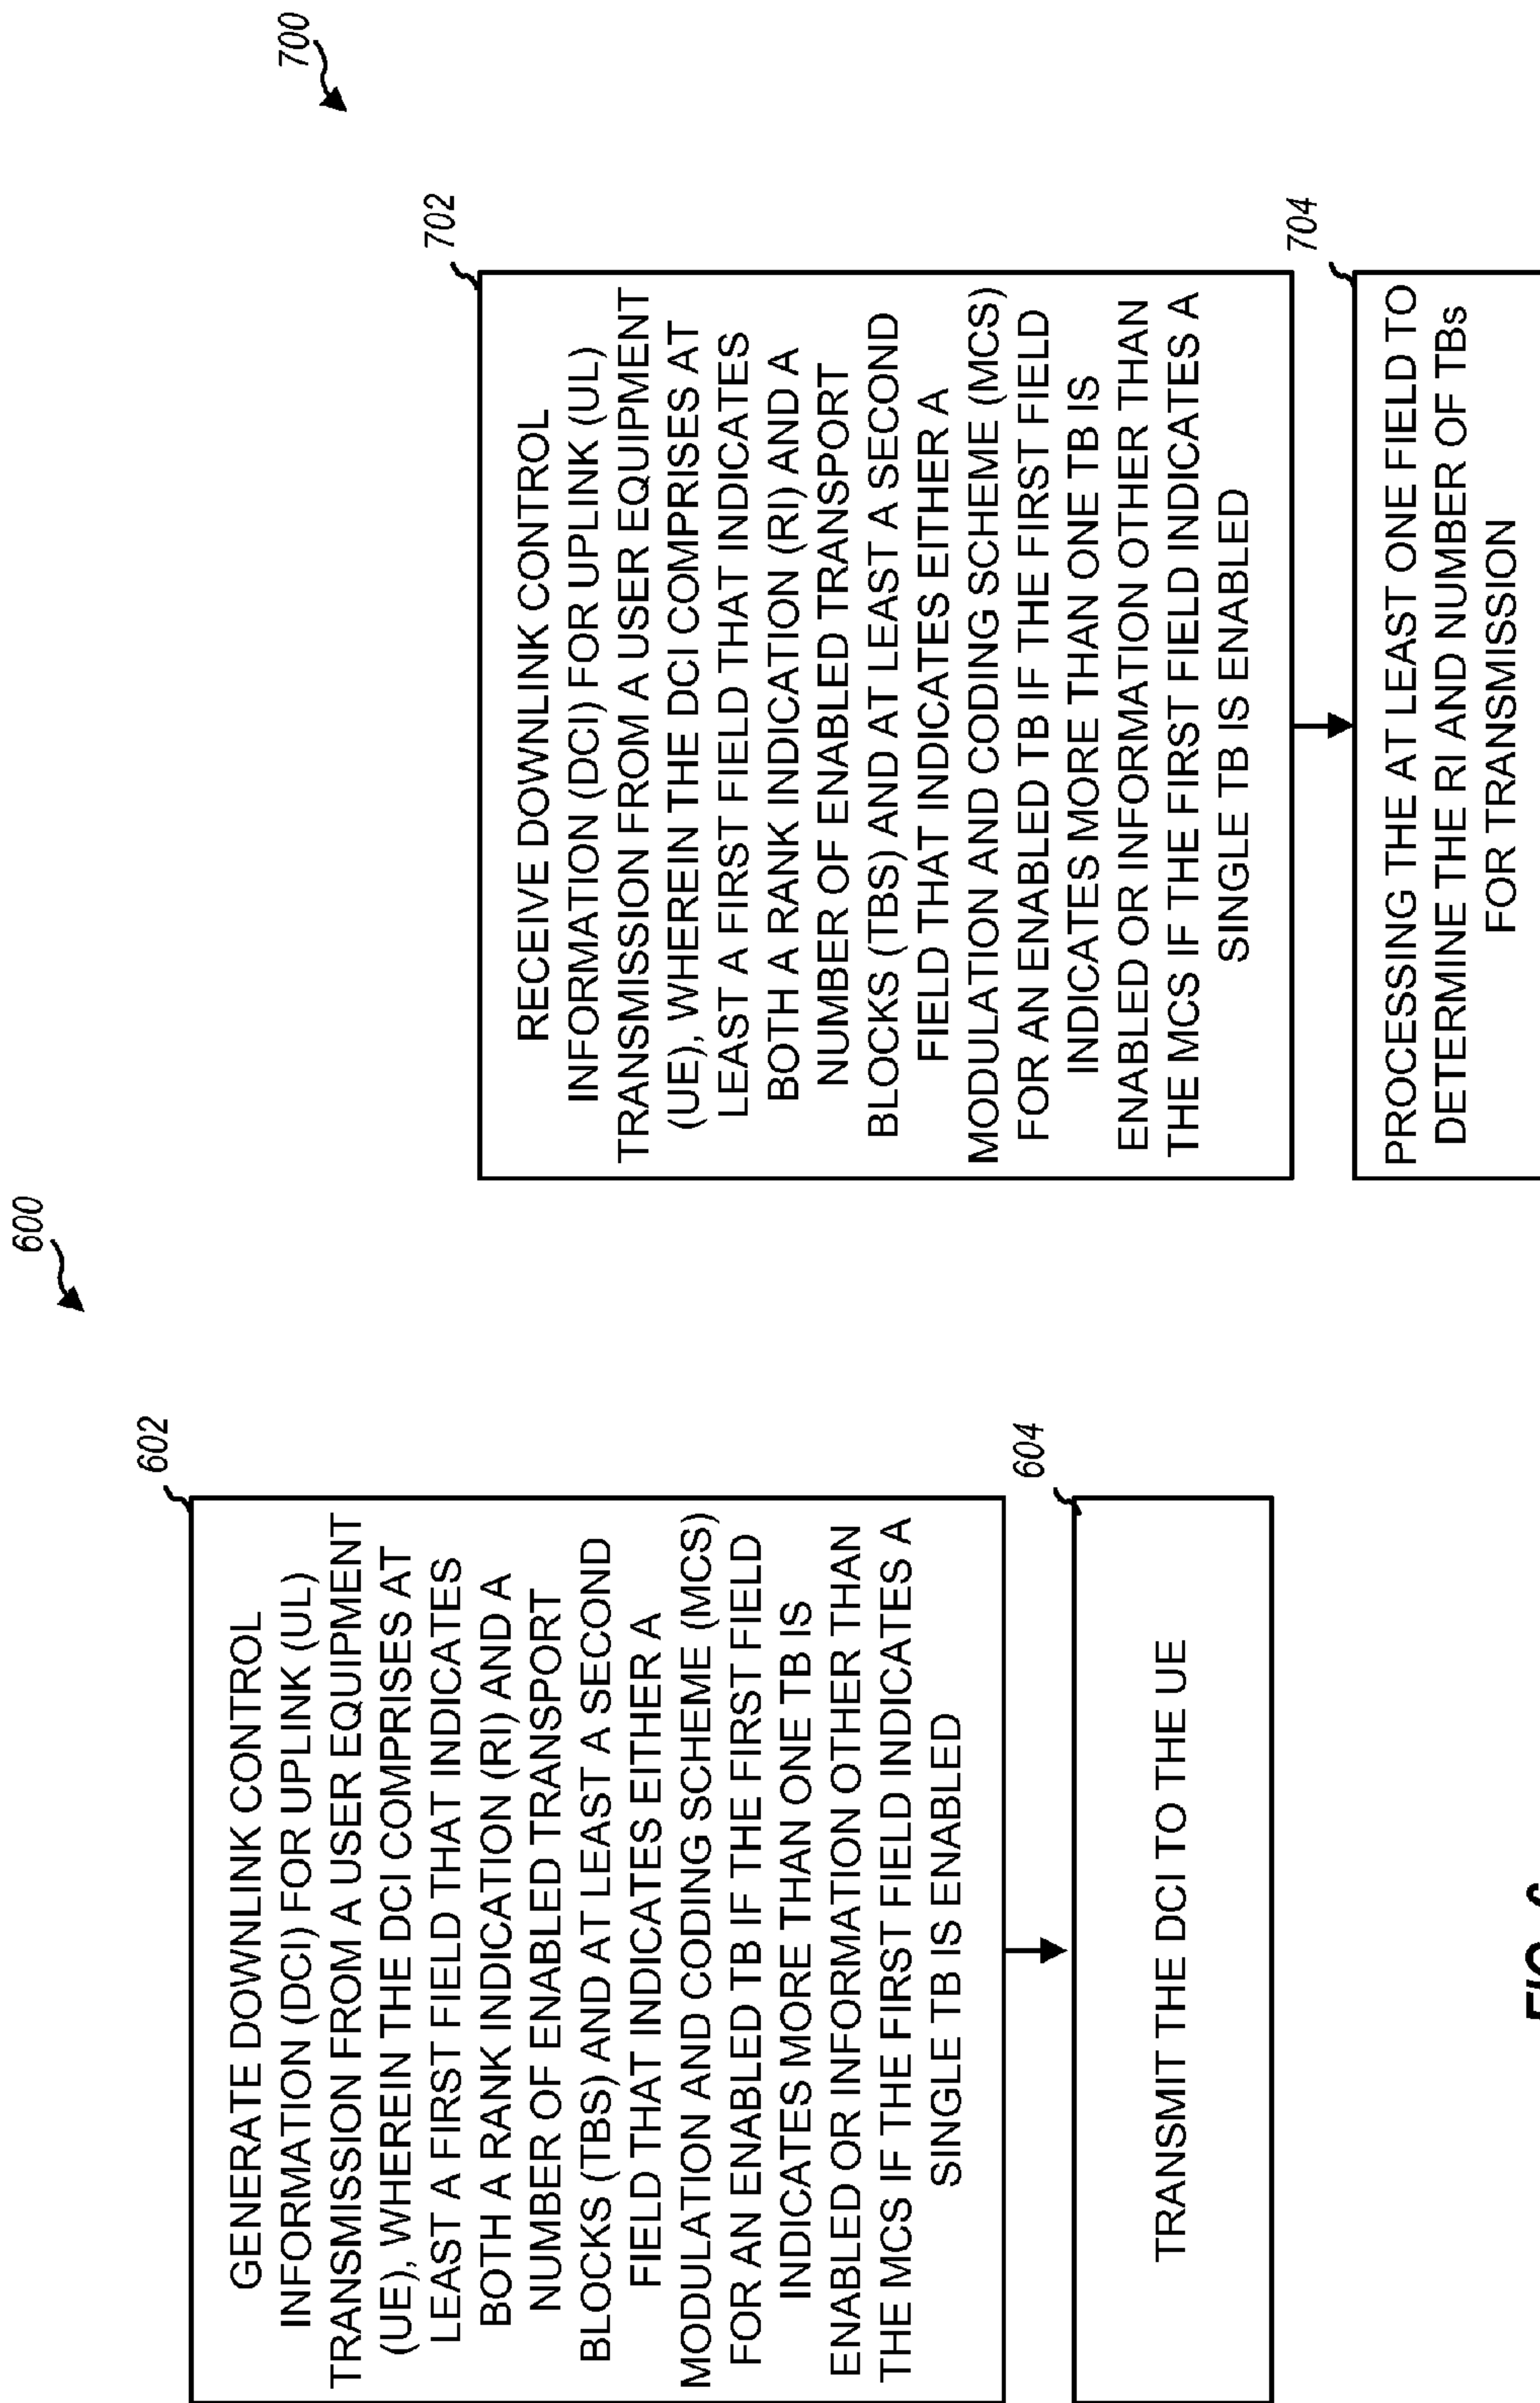 600
602
GENERATE DOWNLINK CONTROL
INFORMATION (DCI) FOR UPLINK (UL)
TRANSMISSION FROM A USER EQUIPMENT
(UE), WHEREIN THE DCI COMPRISES AT
LEAST A FIRST FIELD THAT INDICATES
BOTH A RANK INDICATION (RI) AND A
NUMBER OF ENABLED TRANSPORT
BLOCKS (TBS) AND AT LEAST A SECOND
FIELD THAT INDICATES EITHER A
MODULATION AND CODING SCHEME (MCS)
FOR AN ENABLED TB IF THE FIRST FIELD
INDICATES MORE THAN ONE TB IS
ENABLED OR INFORMATION OTHER THAN
THE MCS IF THE FIRST FIELD INDICATES A
SINGLE TB IS ENABLED
604
TRANSMIT THE DCI TO THE UE
FIG. 6
700
702
RECEIVE DOWNLINK CONTROL
INFORMATION (DCI) FOR UPLINK (UL)
TRANSMISSION FROM A USER EQUIPMENT
(UE), WHEREIN THE DCI COMPRISES AT
LEAST A FIRST FIELD THAT INDICATES
BOTH A RANK INDICATION (RI) AND A
NUMBER OF ENABLED TRANSPORT
BLOCKS (TBS) AND AT LEAST A SECOND
FIELD THAT INDICATES EITHER A
MODULATION AND CODING SCHEME (MCS)
FOR AN ENABLED TB IF THE FIRST FIELD
INDICATES MORE THAN ONE TB IS
ENABLED OR INFORMATION OTHER THAN
THE MCS IF THE FIRST FIELD INDICATES A
SINGLE TB IS ENABLED
704
PROCESSING THE AT LEAST ONE FIELD TO
DETERMINE THE RI AND NUMBER OF TBs
FOR TRANSMISSION